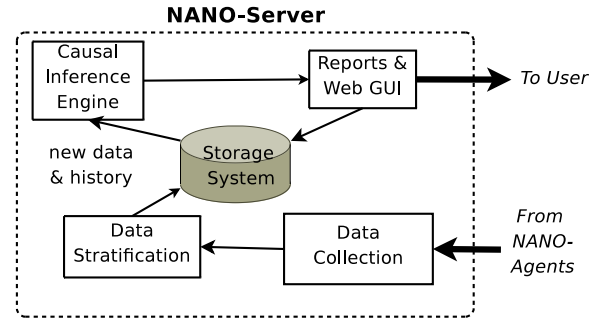 NANO-Server
Causal
Inference
Engine
Reports &
Web GUI
To User
new data
& history
Storage
System
Data
Stratification
Data
Collection
From
NANO-
Agents